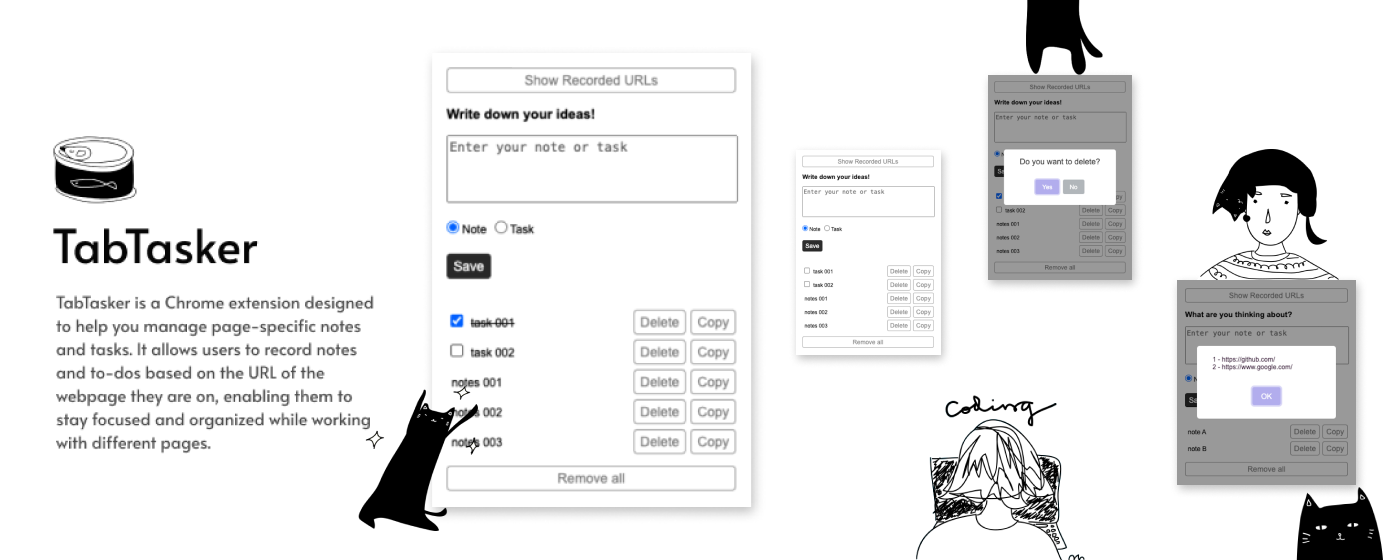 TabTasker
TabTasker is a Chrome extension designed
to help you manage page-specific notes
and tasks. It allows users to record notes
and to-dos based on the URL of the
webpage they are on, enabling them to
stay focused and organized while working
with different pages.
Show Recorded URLs
Write down your ideas!
Enter your note or task
Note Task
Save
task 001 Delete Copy
task 002 Delete Copy
notes 001 Delete Copy
notes 002 Delete Copy
notes 003 Delete Copy
Remove all
Show Recorded URLs
Write down your ideas!
Enter your note or task
Note Task
Save
task 001 Delete Copy
task 002 Delete Copy
notes 001 Delete Copy
notes 002 Delete Copy
notes 003 Delete Copy
Remove all
coding
Show Recorded URLs
Write down your ideas!
Enter your note or task
Do you want to delete?
Yes No
task 002 Delete Copy
notes 001 Delete Copy
notes 002 Delete Copy
notes 003 Delete Copy
Remove all
Show Recorded URLs
What are you thinking about?
Enter your note or task
1 - https://github.com/
2 - https://www.google.com/
OK
note A Delete Copy
note B Delete Copy
Remove all